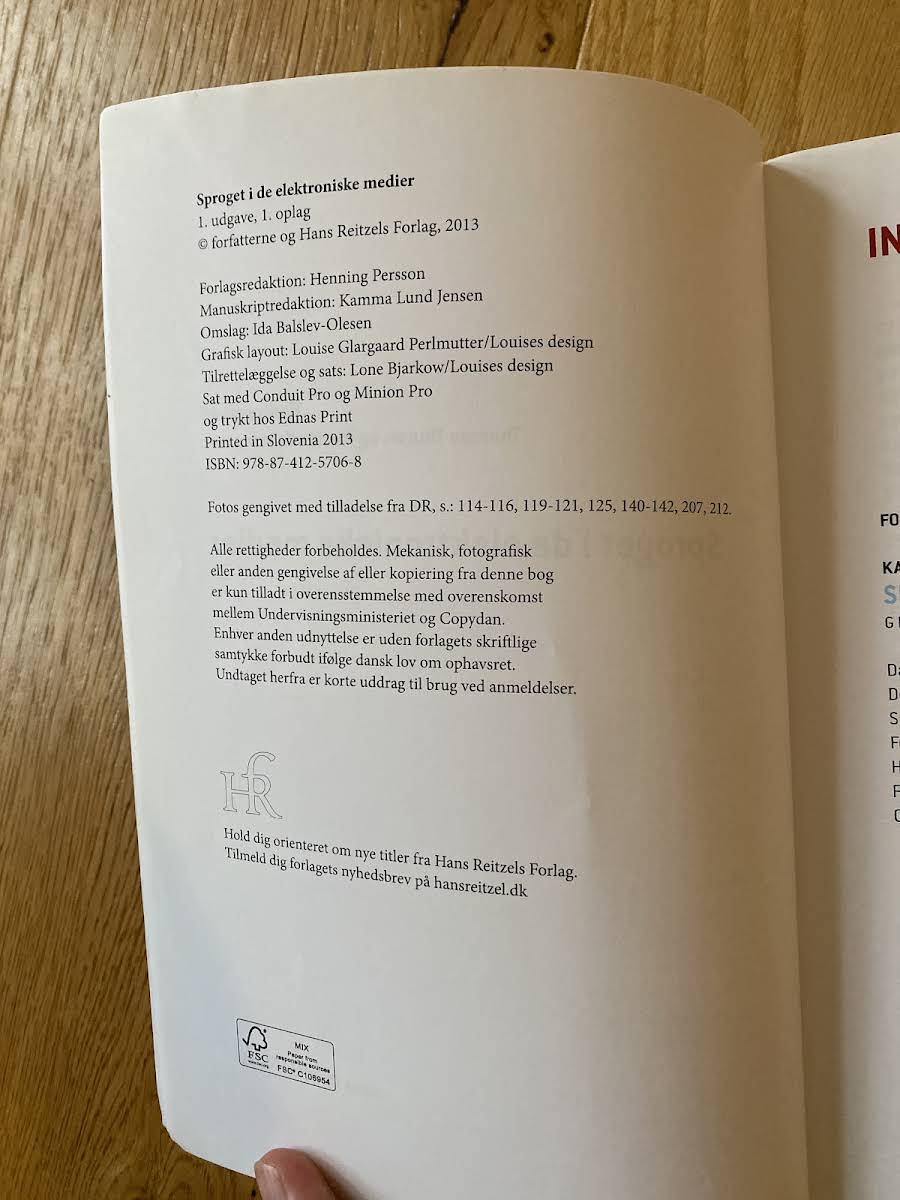 Sproget i de elektroniske medier
1. udgave, 1. oplag
© forfatterne og Hans Reitzels Forlag, 2013
Forlagsredaktion: Henning Persson
Manuskriptredaktion: Kamma Lund Jensen
Omslag: Ida Balslev-Olesen
Grafisk layout: Louise Glargaard Perlmutter/Louises design
Tilrettelæggelse og sats: Lone Bjarkow/Louises design
Sat med Conduit Pro og Minion Pro
og trykt hos Ednas Print
Printed in Slovenia 2013
ISBN: 978-87-412-5706-8
Fotos gengivet med tilladelse fra DR, s.: 114-116, 119-121, 125, 140-142, 207, 212.
Alle rettigheder forbeholdes. Mekanisk, fotografisk
eller anden gengivelse af eller kopiering fra denne bog
er kun tilladt i overensstemmelse med overenskomst
mellem Undervisningsministeriet og Copydan.
Enhver anden udnyttelse er uden forlagets skriftlige
samtykke forbudt ifølge dansk lov om ophavsret.
Undtaget herfra er korte uddrag til brug ved anmeldelser.
HfR
Hold dig orienteret om nye titler fra Hans Reitzels Forlag.
Tilmeld dig forlagets nyhedsbrev på hansreitzel.dk
FSC
www.fsc.org
MIX
Paper from
responsible sources
FSC® C106954
IN
FO
KA
S
G
Da
D
S
F
H
F